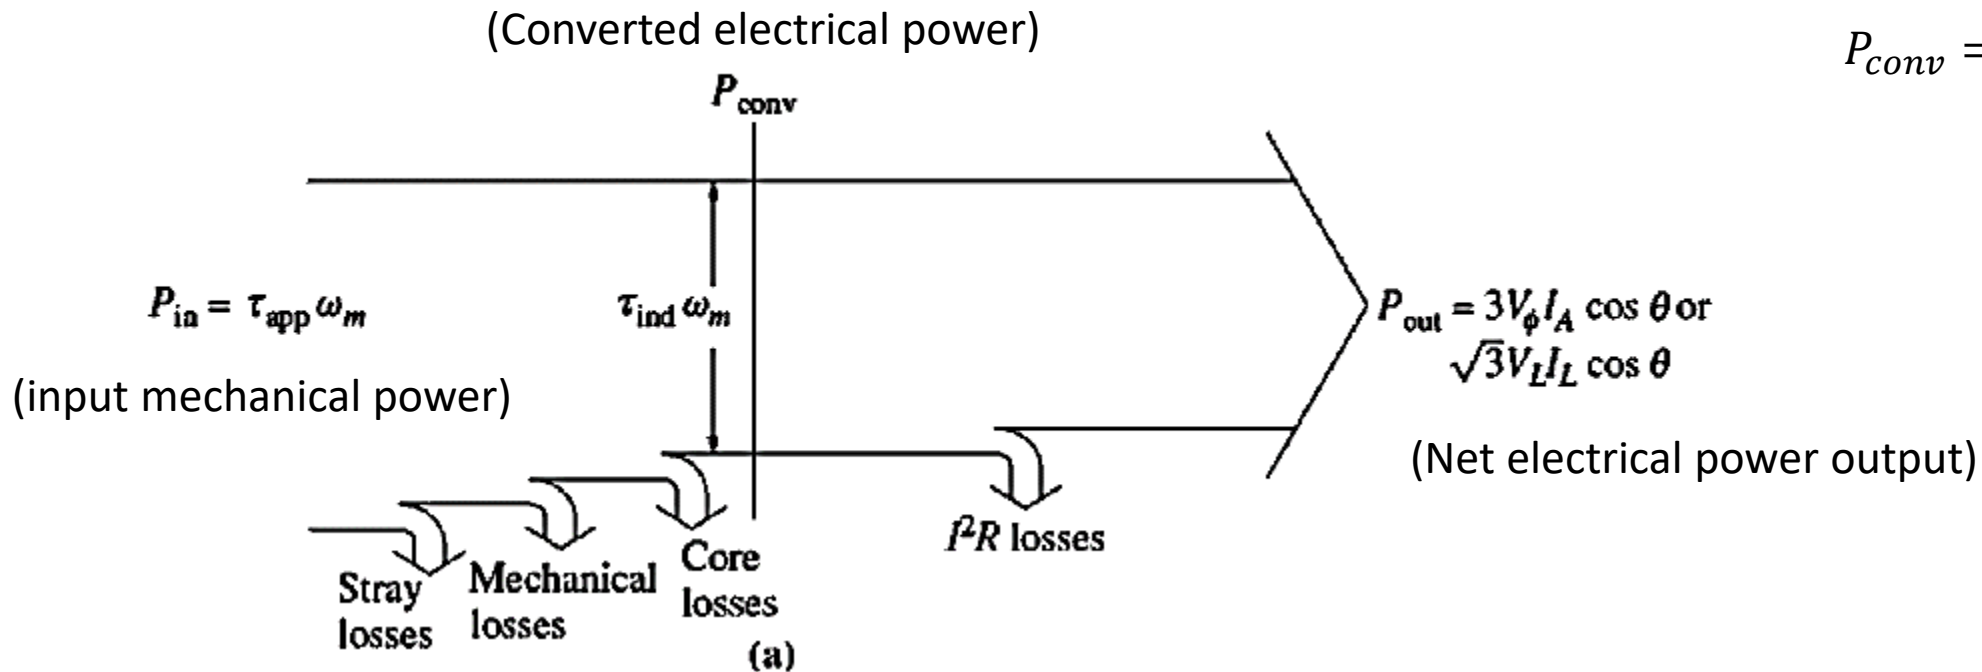 (Converted electrical power)
P_conv =
P_conv
P_in = τ_app ω_m
τ_ind ω_m
P_out = 3V_ϕ I_A cos θ or
√3V_L I_L cos θ
(input mechanical power)
(Net electrical power output)
I²R losses
Core
losses
Mechanical
losses
Stray
losses
(a)